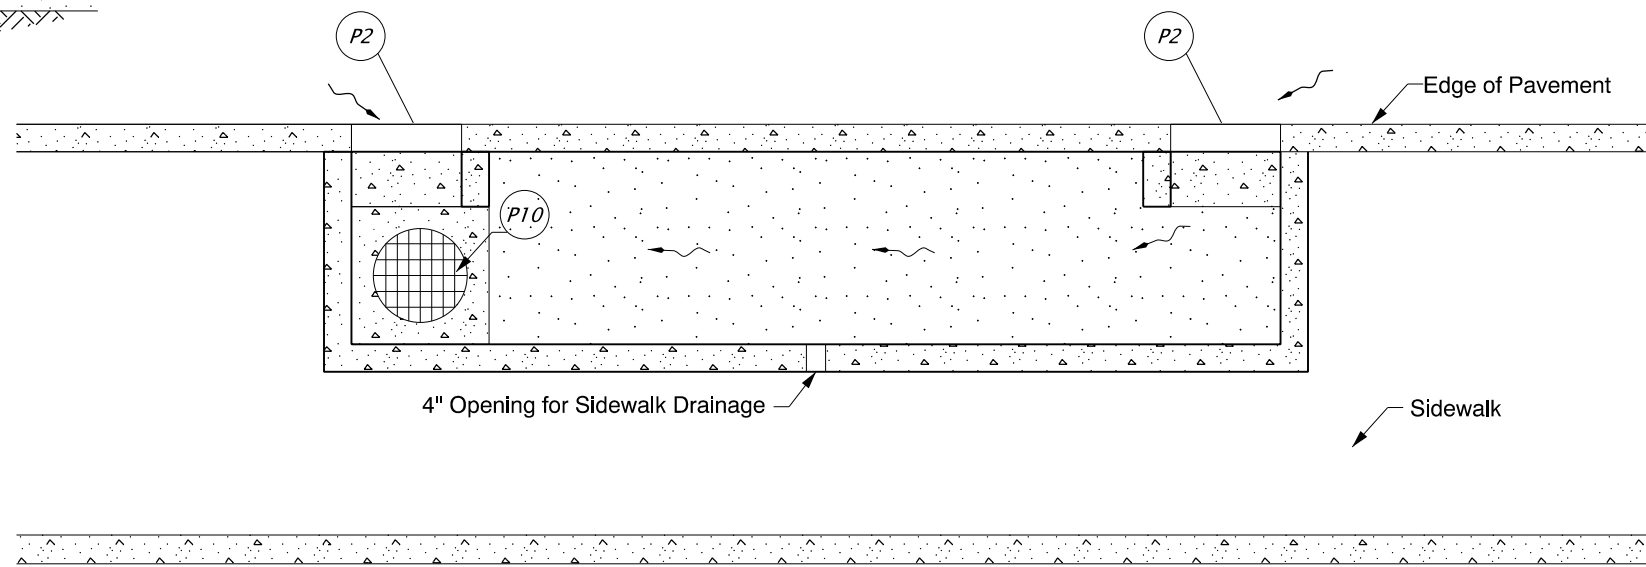 P2
P2
Edge of Pavement
P10
4" Opening for Sidewalk Drainage
Sidewalk